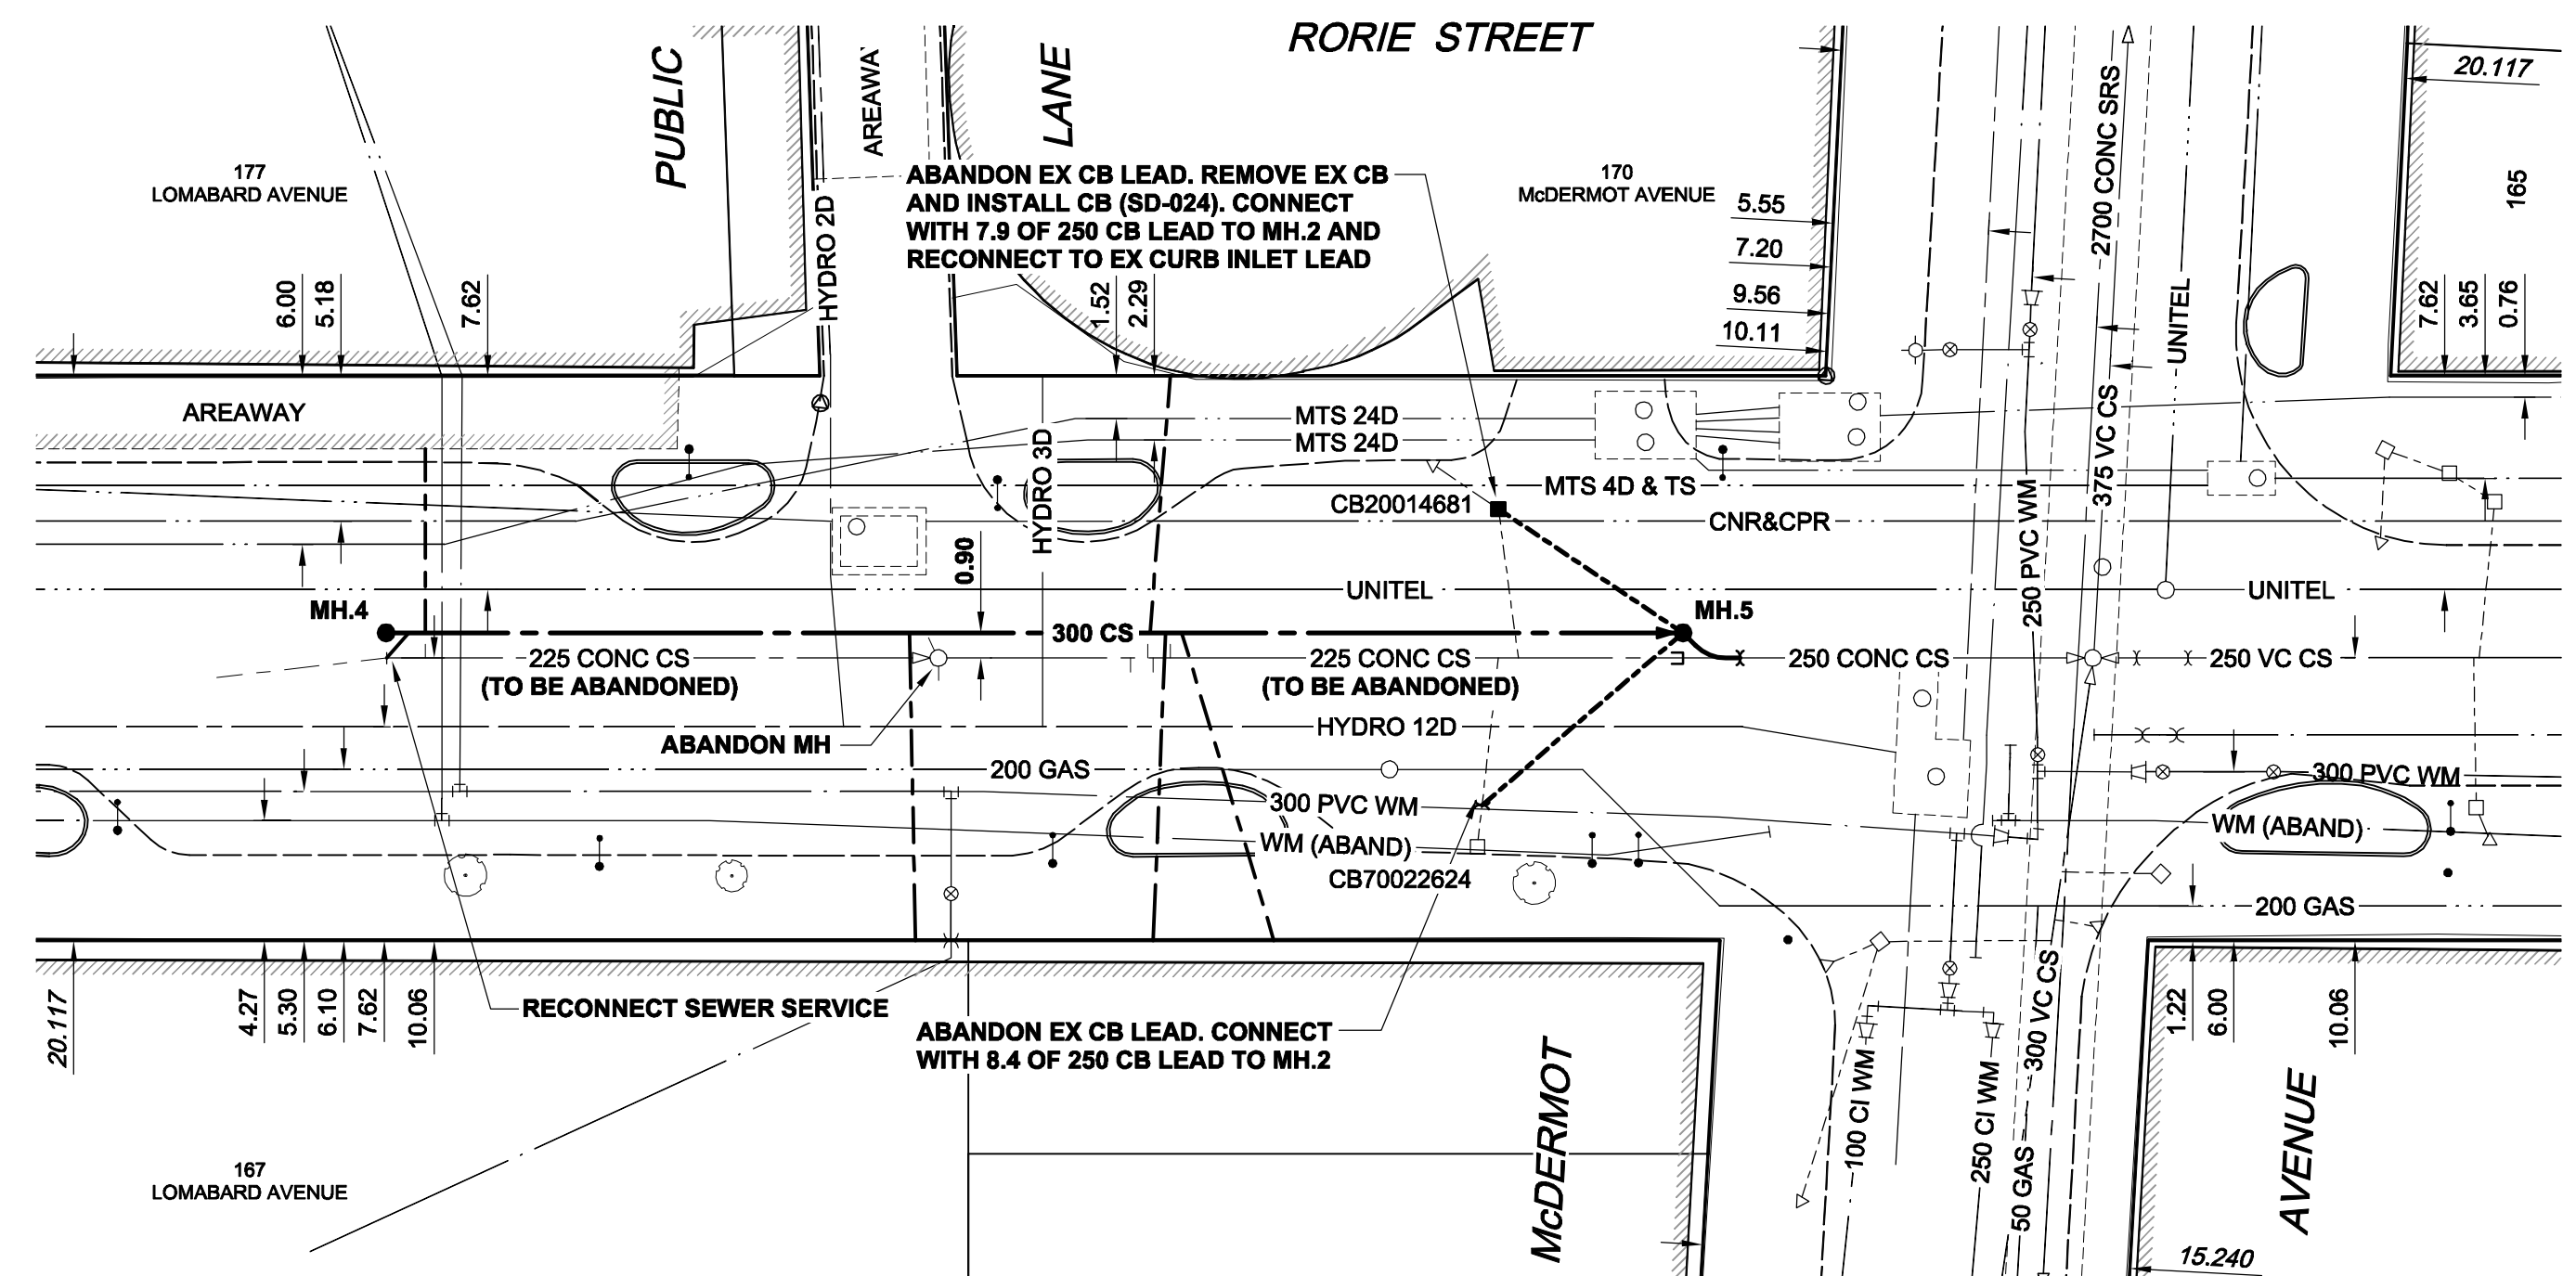 RORIE STREET
PUBLIC
AREAWA
LANE
177
LOMABARD AVENUE
HYDRO 2D
ABANDON EX CB LEAD. REMOVE EX CB
AND INSTALL CB (SD-024). CONNECT
WITH 7.9 OF 250 CB LEAD TO MH.2 AND
RECONNECT TO EX CURB INLET LEAD
170
McDERMOT AVENUE
5.55
7.20
9.56
10.11
2700 CONC SRS
UNITEL
375 VC CS
250 PVC WM
20.117
165
7.62
3.65
0.76
6.00
5.18
7.62
1.52
2.29
AREAWAY
HYDRO 3D
MTS 24D
MTS 24D
MTS 4D & TS
CB20014681
CNR&CPR
0.90
UNITEL
UNITEL
MH.4
300 CS
MH.5
225 CONC CS
(TO BE ABANDONED)
225 CONC CS
(TO BE ABANDONED)
250 CONC CS
250 VC CS
ABANDON MH
HYDRO 12D
200 GAS
300 PVC WM
300 PVC WM
WM (ABAND)
WM (ABAND)
CB70022624
200 GAS
20.117
4.27
5.30
6.10
7.62
10.06
RECONNECT SEWER SERVICE
ABANDON EX CB LEAD. CONNECT
WITH 8.4 OF 250 CB LEAD TO MH.2
1.22
6.00
10.06
167
LOMABARD AVENUE
McDERMOT
100 CI WM
250 CI WM
50 GAS
300 VC CS
AVENUE
15.240